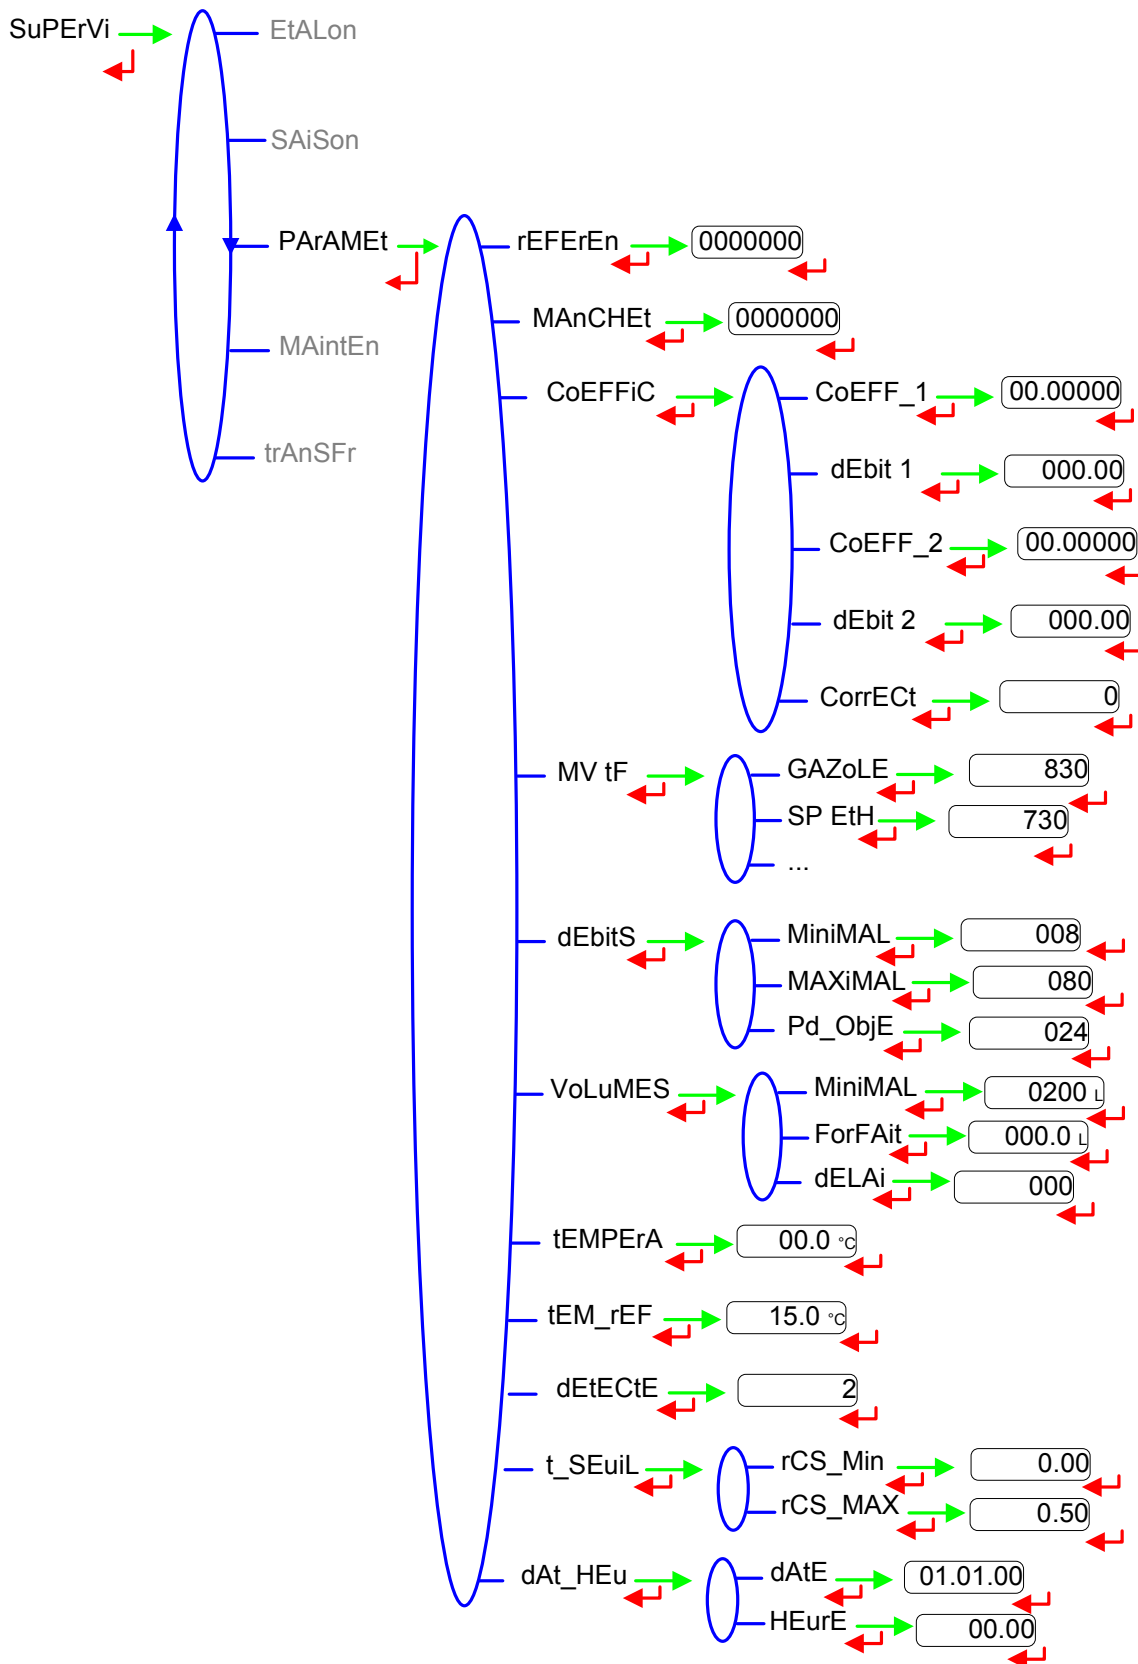 SuPErVi
EtALon
SAiSon
PArAMEt
rEFErEn 0000000
MAnCHEt 0000000
MAintEn
CoEFFiC
CoEFF_1 00.00000
trAnSFr
dEbit 1 000.00
CoEFF_2 00.00000
dEbit 2 000.00
CorrECt 0
MV tF
GAZoLE 830
SP EtH 730
...
dEbitS
MiniMAL 008
MAXiMAL 080
Pd_ObjE 024
VoLuMES
MiniMAL 0200 L
ForFAit 000.0 L
dELAi 000
tEMPErA 00.0 °C
tEM_rEF 15.0 °C
dEtECtE 2
t_SEuiL
rCS_Min 0.00
rCS_MAX 0.50
dAt_HEu
dAtE 01.01.00
HEurE 00.00